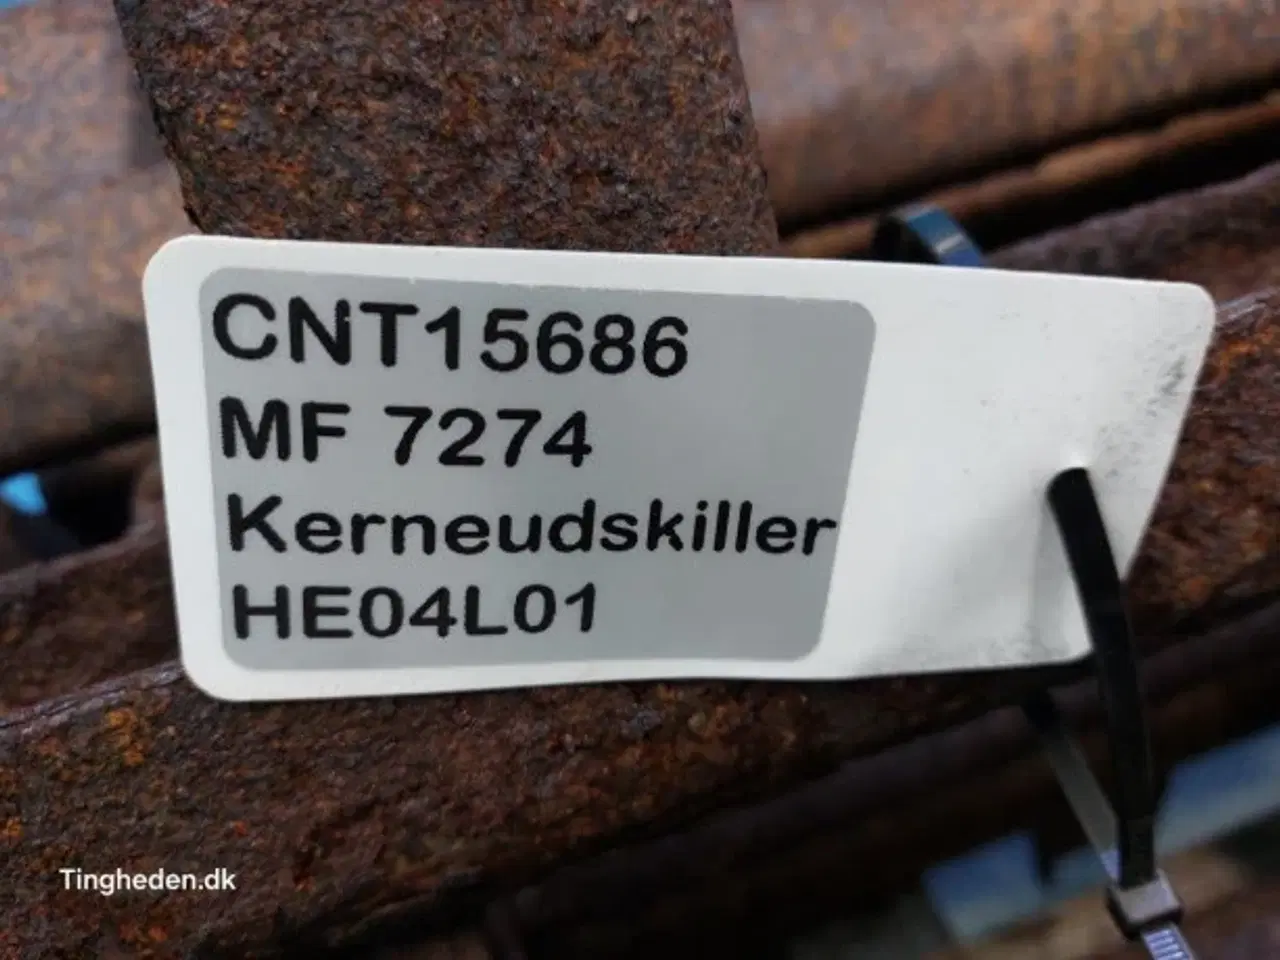 CNT15686
MF 7274
Kerneudskiller
HE04L01
Tingheden.dk